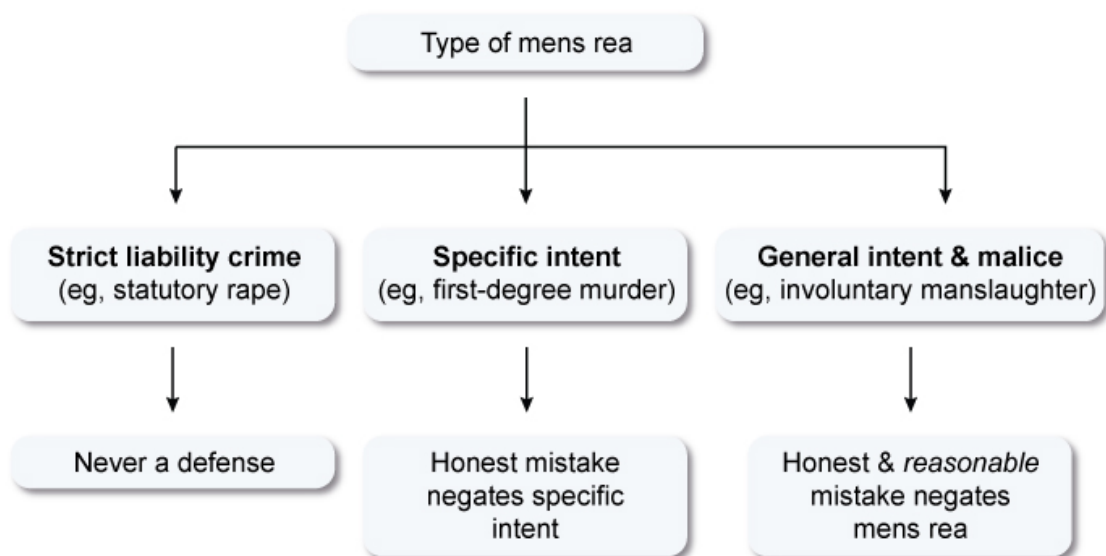 Type of mens rea
Strict liability crime
(eg, statutory rape)
Specific intent
(eg, first-degree murder)
General intent & malice
(eg, involuntary manslaughter)
Never a defense
Honest mistake
negates specific
intent
Honest & reasonable
mistake negates
mens rea